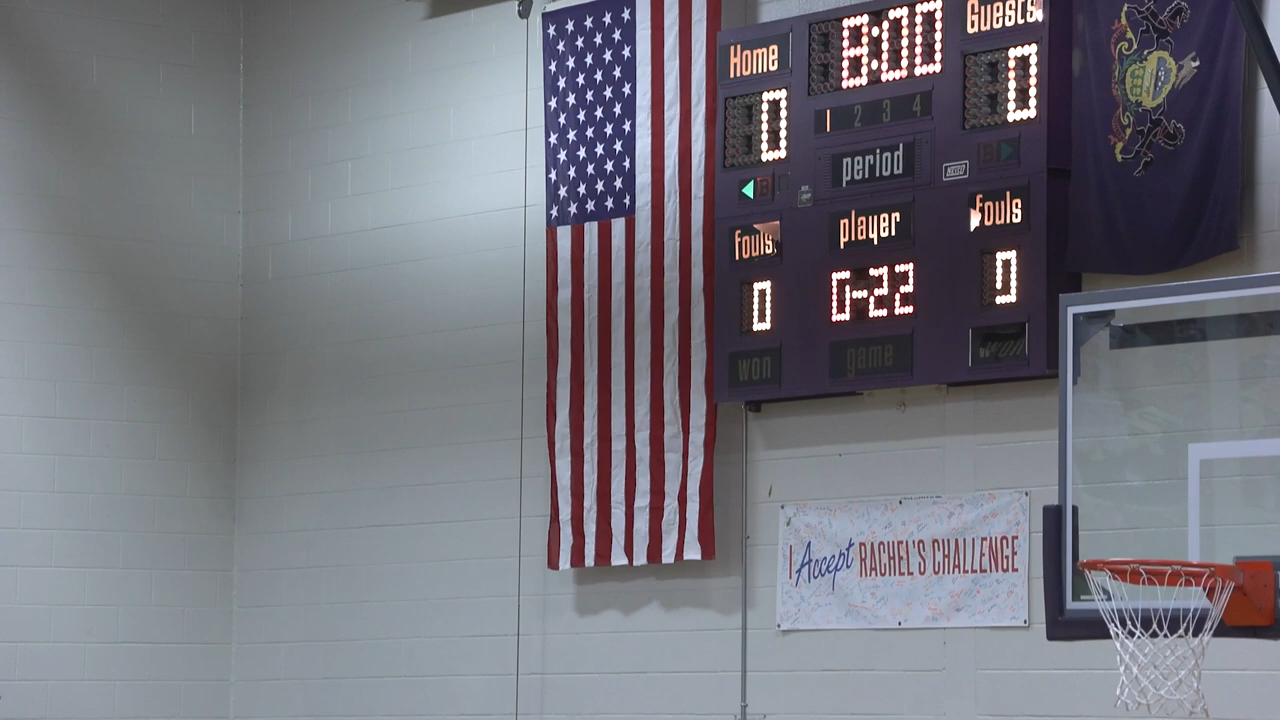 Home
8:00
Guests
0
0
1 2 3 4
period
B
B
fouls
player
fouls
0
0-22
0
won
game
won
I Accept RACHEL'S CHALLENGE